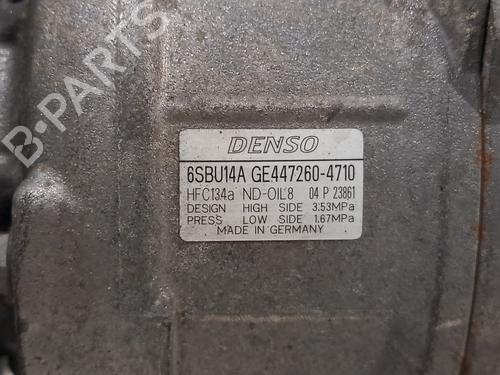 DENSO
6SBU14A GE447260-4710
HFC134a ND-OIL8 04 P 23861
DESIGN HIGH SIDE 3.53MPa
PRESS LOW SIDE 1.67MPa
MADE IN GERMANY
B-PARTS